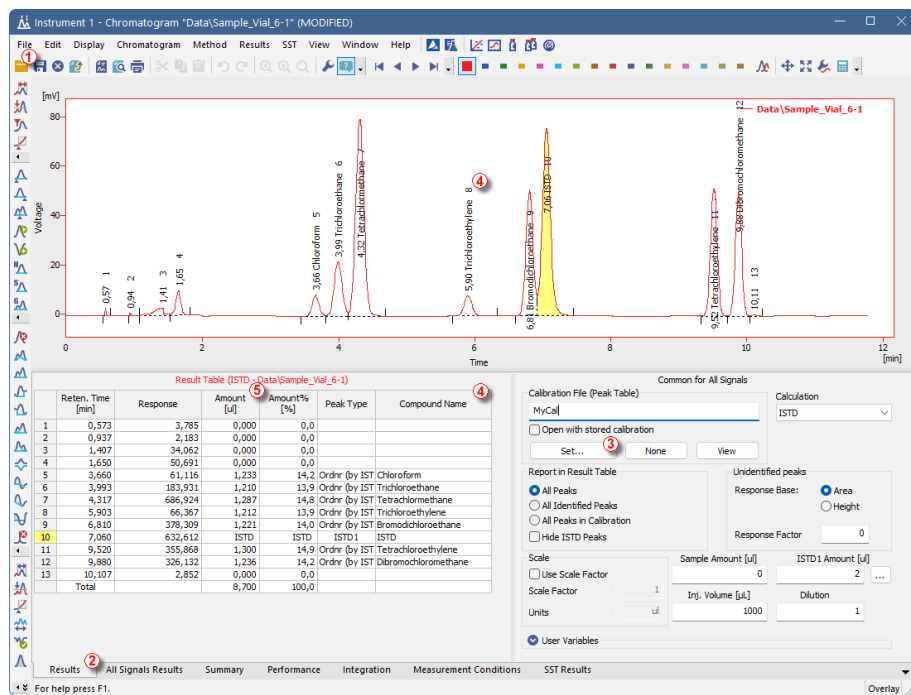 Instrument 1 - Chromatogram "Data\Sample_Vial_6-1" (MODIFIED)
File Edit Display Chromatogram Method Results SST View Window Help
1
[mV]
80
60
40
20
0
Voltage
0,57 1
0,94 2
1,41 3
1,65 4
3,66 Chloroform 5
3,99 Trichloroethane 6
4,32 Tetrachlormethane 7
5,90 Trichloroethylene 8
4
6,81 Bromodichloroethane 9
7,06 ISTD 10
9,52 Tetrachloroethylene 11
9,88 Dibromochloromethane 12
10,11 13
Data\Sample_Vial_6-1
0 2 4 6 8 10 12
Time
[min]
Result Table (ISTD - Data\Sample_Vial_6-1)
5
4
Reten. Time [min] Response Amount [ul] Amount% [%] Peak Type Compound Name
1 0,573 3,785 0,000 0,0
2 0,937 2,183 0,000 0,0
3 1,407 34,062 0,000 0,0
4 1,650 50,691 0,000 0,0
5 3,660 61,116 1,233 14,2 Ordnr (by IST Chloroform
6 3,993 183,931 1,210 13,9 Ordnr (by IST Trichloroethane
7 4,317 686,924 1,287 14,8 Ordnr (by IST Tetrachlormethane
8 5,903 66,367 1,212 13,9 Ordnr (by IST Trichloroethylene
9 6,810 378,309 1,221 14,0 Ordnr (by IST Bromodichloroethane
10 7,060 632,612 ISTD ISTD ISTD1 ISTD
11 9,520 355,868 1,300 14,9 Ordnr (by IST Tetrachloroethylene
12 9,880 326,132 1,236 14,2 Ordnr (by IST Dibromochloromethane
13 10,107 2,852 0,000 0,0
Total 8,700 100,0
Common for All Signals
Calibration File (Peak Table)
MyCal
Open with stored calibration
3
Set... None View
Calculation
ISTD
Report in Result Table
All Peaks
All Identified Peaks
All Peaks in Calibration
Hide ISTD Peaks
Unidentified peaks
Response Base: Area
Height
Response Factor 0
Scale
Use Scale Factor
Scale Factor 1
Units ul
Sample Amount [ul]
0
ISTD1 Amount [ul]
2 ...
Inj. Volume [µL]
1000
Dilution
1
User Variables
Results 2 All Signals Results Summary Performance Integration Measurement Conditions SST Results
For help press F1. Overlay